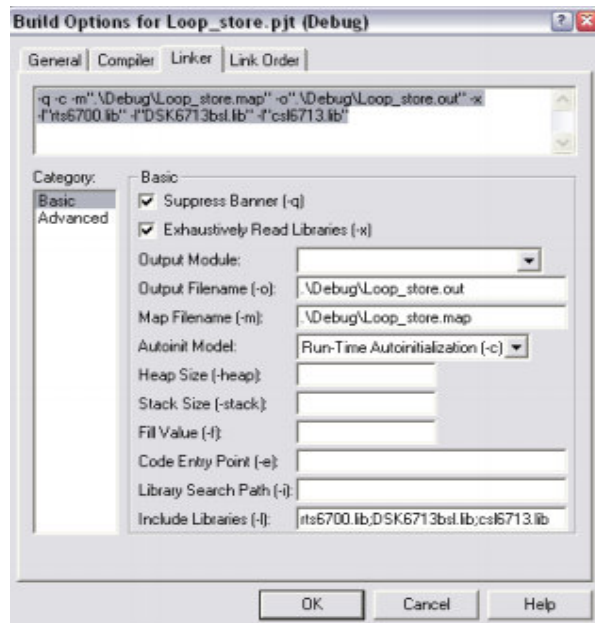 Build Options for Loop_store.pjt (Debug)
General Compiler Linker Link Order
-q -c -m".\Debug\Loop_store.map" -o".\Debug\Loop_store.out" -x
-l"rts6700.lib" -l"DSK6713bsl.lib" -l"csl6713.lib"
Category:
Basic
Advanced
Basic
Suppress Banner (-q)
Exhaustively Read Libraries (-x)
Output Module:
Output Filename (-o): .\Debug\Loop_store.out
Map Filename (-m): .\Debug\Loop_store.map
Autoinit Model: Run-Time Autoinitialization (-c)
Heap Size (-heap):
Stack Size (-stack):
Fill Value (-f):
Code Entry Point (-e):
Library Search Path (-i):
Include Libraries (-l): rts6700.lib;DSK6713bsl.lib;csl6713.lib
OK Cancel Help